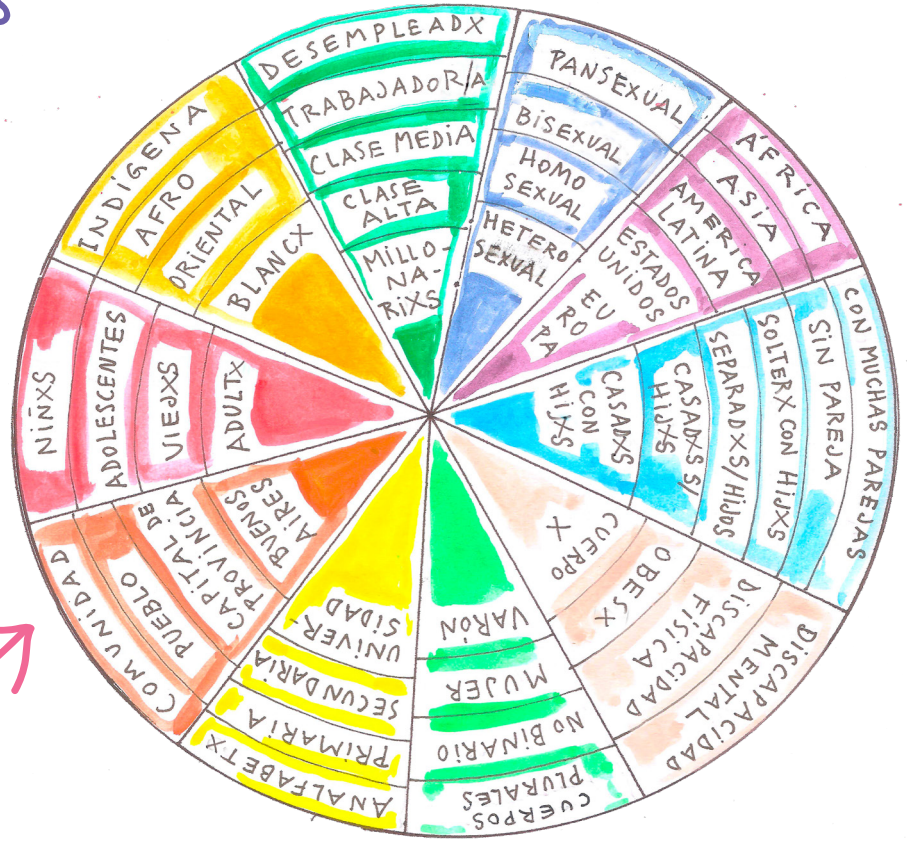 DESEMPLEADX
TRABAJADOR/A
CLASE MEDIA
CLASE
ALTA
MILLO-
NA-
RIXS
PANSEXUAL
BISEXUAL
HOMO
SEXUAL
HETERO
SEXUAL
ÁFRICA
ASIA
AMERICA
LATINA
ESTADOS
UNIDOS
EU
RO
PA
CON MUCHAS PAREJAS
SIN PAREJA
SOLTERX CON HIJXS
SEPARADXS/HIJOS
CASADXS S/
HIJXS
CASADXS
CON
HIJXS
CUERPO
X
OBESX
DISCAPACIDAD
FÍSICA
DISCAPACIDAD
MENTAL
VARÓN
MUJER
NO BINARIO
CUERPOS
PLURALES
UNIVER-
SIDAD
SECUNDARIA
PRIMARIA
ANALFABETX
BUENOS
AIRES
CAPITAL DE
PROVINCIA
PUEBLO
COMUNIDAD
ADULTX
VIEJXS
ADOLESCENTES
NIÑXS
INDÍGENA
AFRO
ORIENTAL
BLANCX